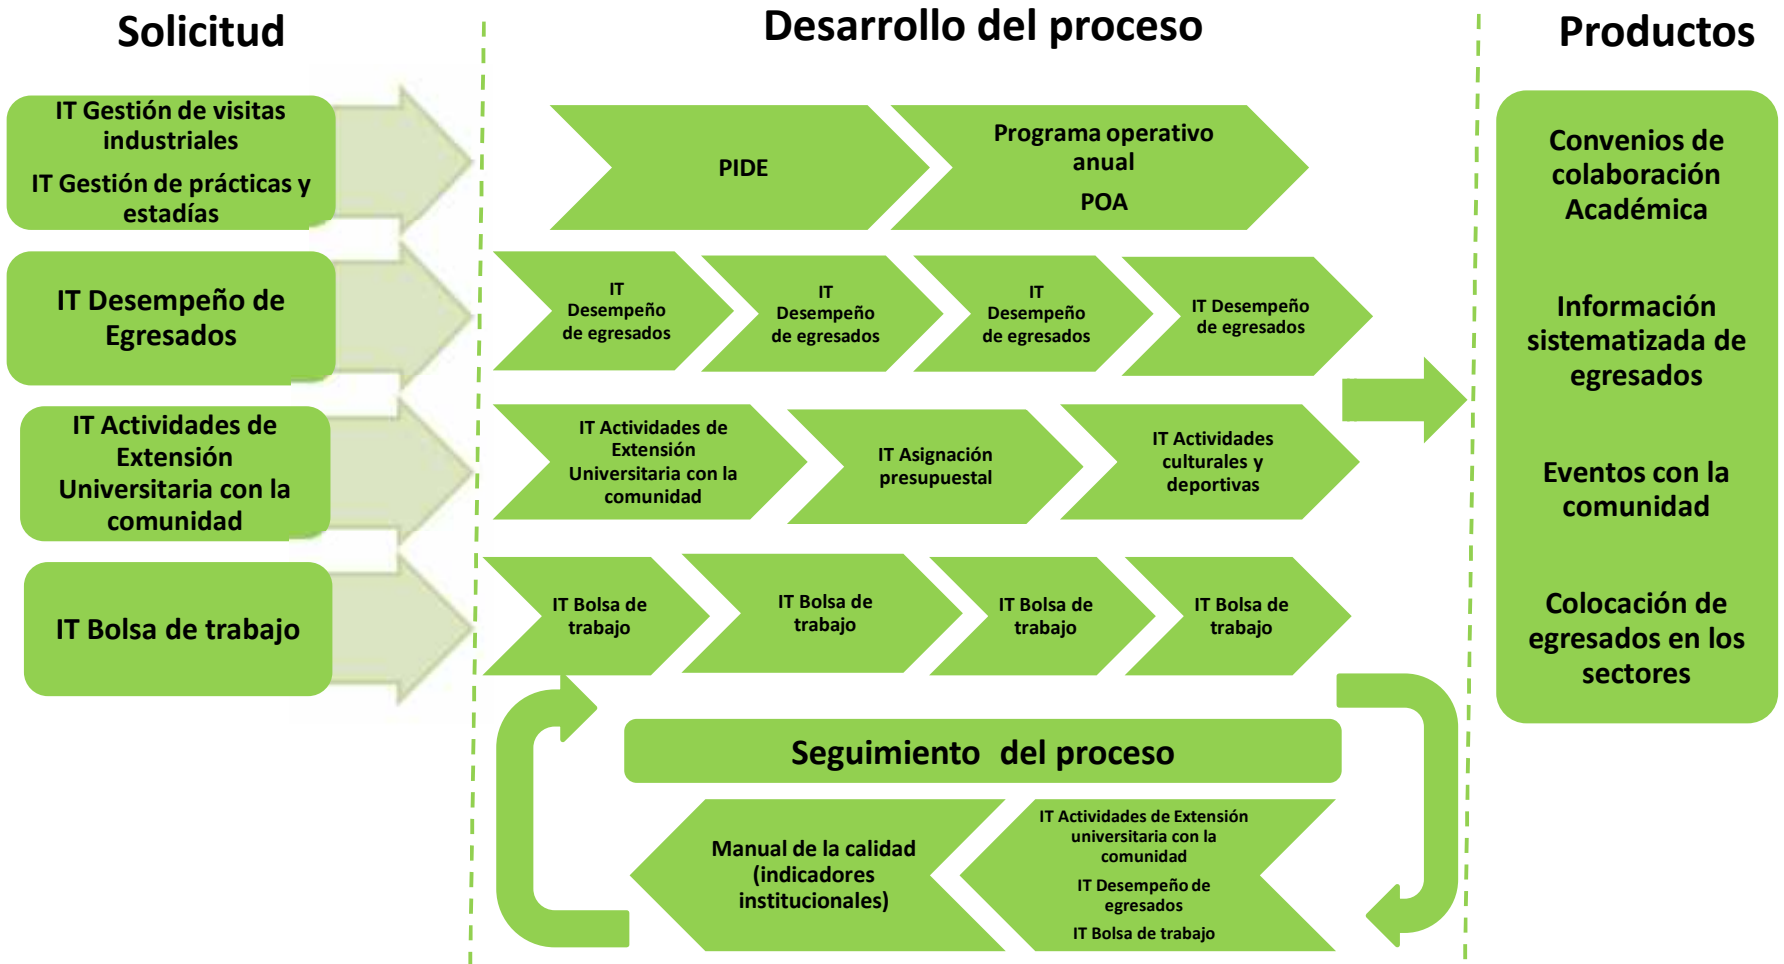 Solicitud
Desarrollo del proceso
Productos
IT Gestión de visitas
industriales
IT Gestión de prácticas y
estadías
PIDE
Programa operativo
anual
POA
IT Desempeño de
Egresados
IT
Desempeño
de egresados
IT
Desempeño
de egresados
IT
Desempeño
de egresados
IT Desempeño
de egresados
IT Actividades de
Extensión
Universitaria con la
comunidad
IT Actividades de
Extensión
Universitaria con la
comunidad
IT Asignación
presupuestal
IT Actividades
culturales y
deportivas
IT Bolsa de trabajo
IT Bolsa de
trabajo
IT Bolsa de
trabajo
IT Bolsa de
trabajo
IT Bolsa de
trabajo
Convenios de
colaboración
Académica
Información
sistematizada de
egresados
Eventos con la
comunidad
Colocación de
egresados en los
sectores
Seguimiento del proceso
Manual de la calidad
(indicadores
institucionales)
IT Actividades de Extensión
universitaria con la
comunidad
IT Desempeño de
egresados
IT Bolsa de trabajo